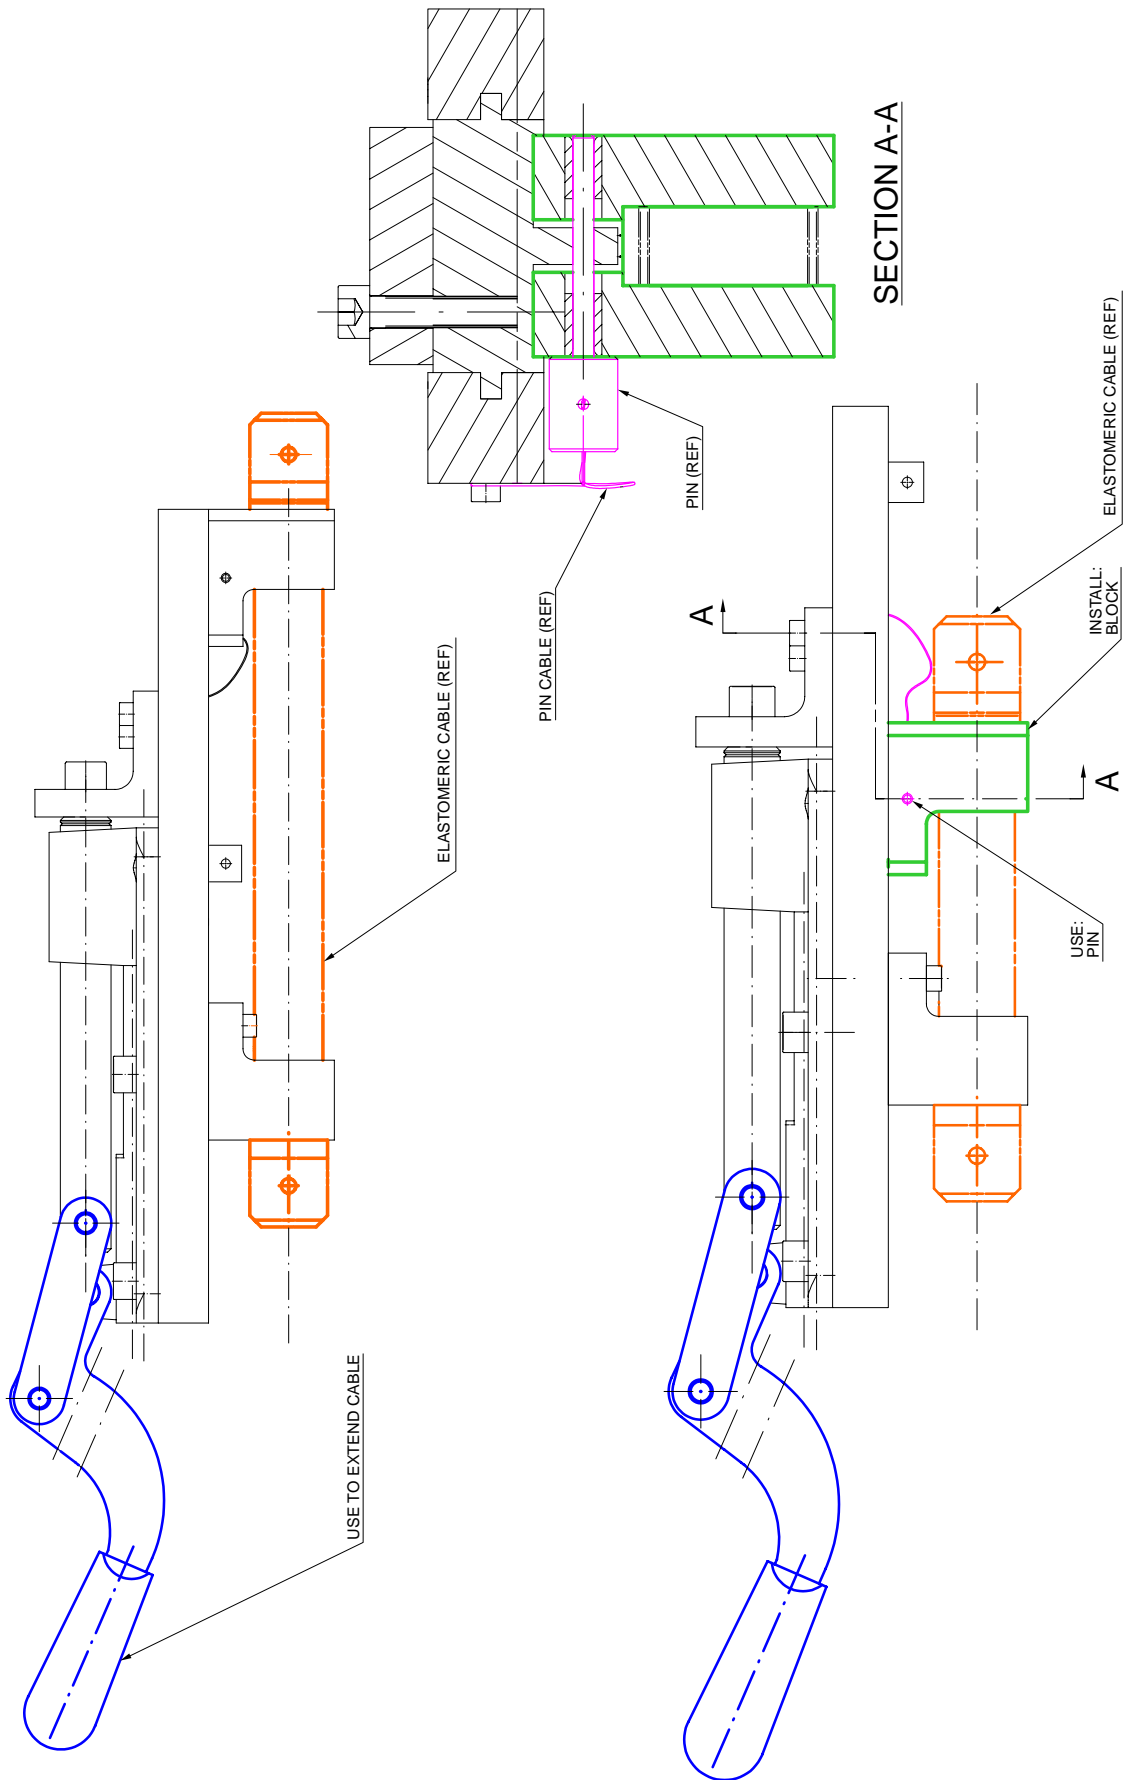 SECTION A-A
PIN (REF)
PIN CABLE (REF)
ELASTOMERIC CABLE (REF)
USE TO EXTEND CABLE
A
A
ELASTOMERIC CABLE (REF)
INSTALL:
BLOCK
USE:
PIN